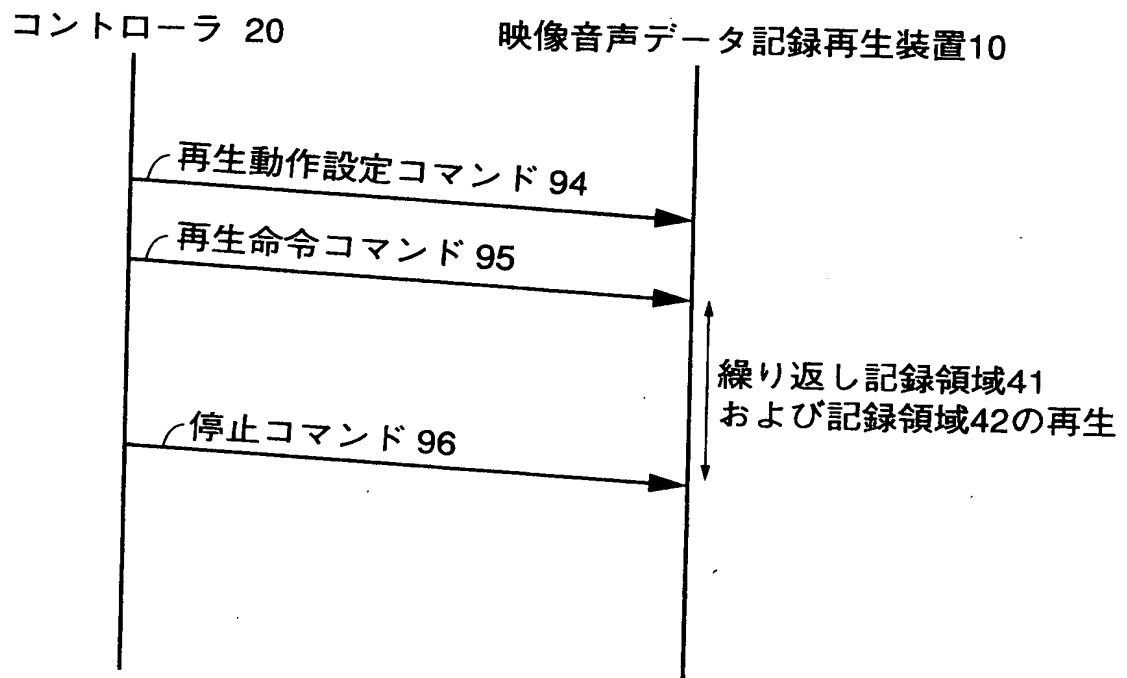 コントローラ 20
映像音声データ記録再生装置10
再生動作設定コマンド 94
再生命令コマンド 95
繰り返し記録領域41
および記録領域42の再生
停止コマンド 96